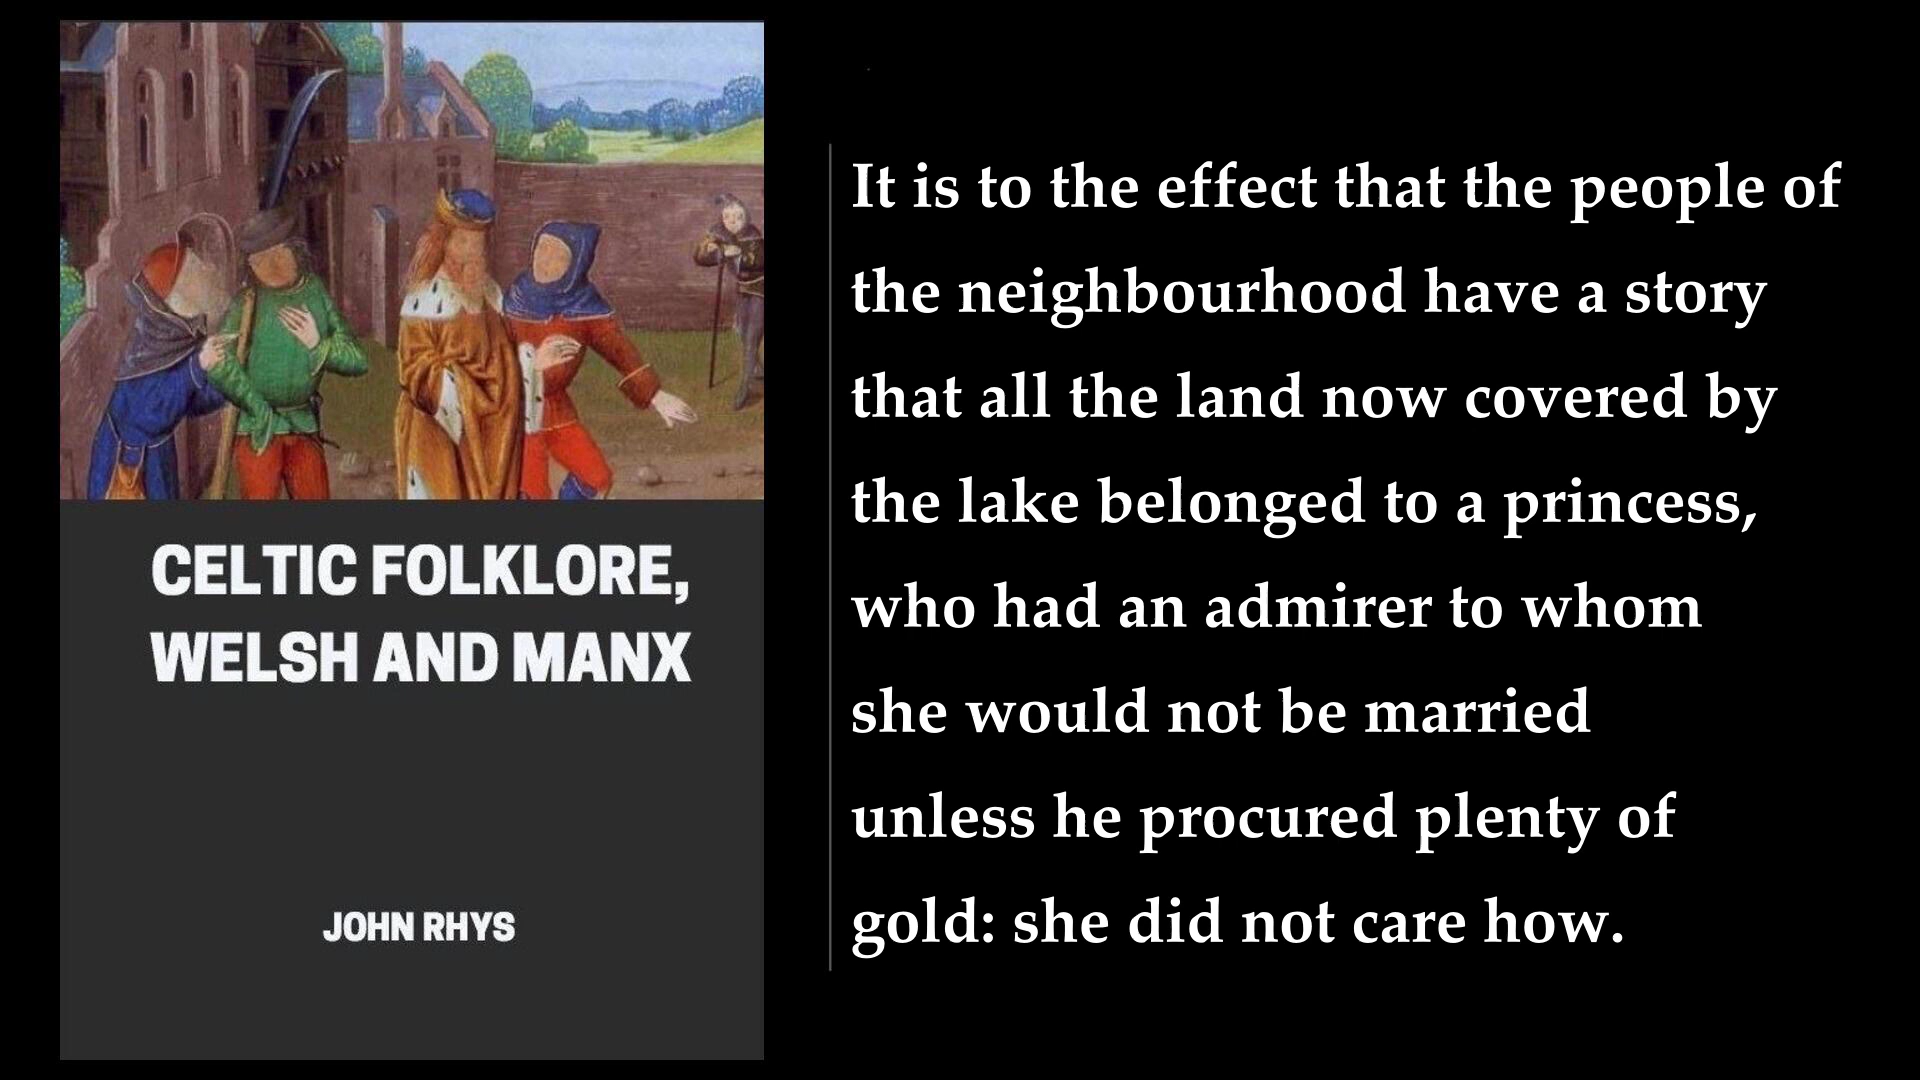 CELTIC FOLKLORE,
WELSH AND MANX
JOHN RHYS
It is to the effect that the people of
the neighbourhood have a story
that all the land now covered by
the lake belonged to a princess,
who had an admirer to whom
she would not be married
unless he procured plenty of
gold: she did not care how.